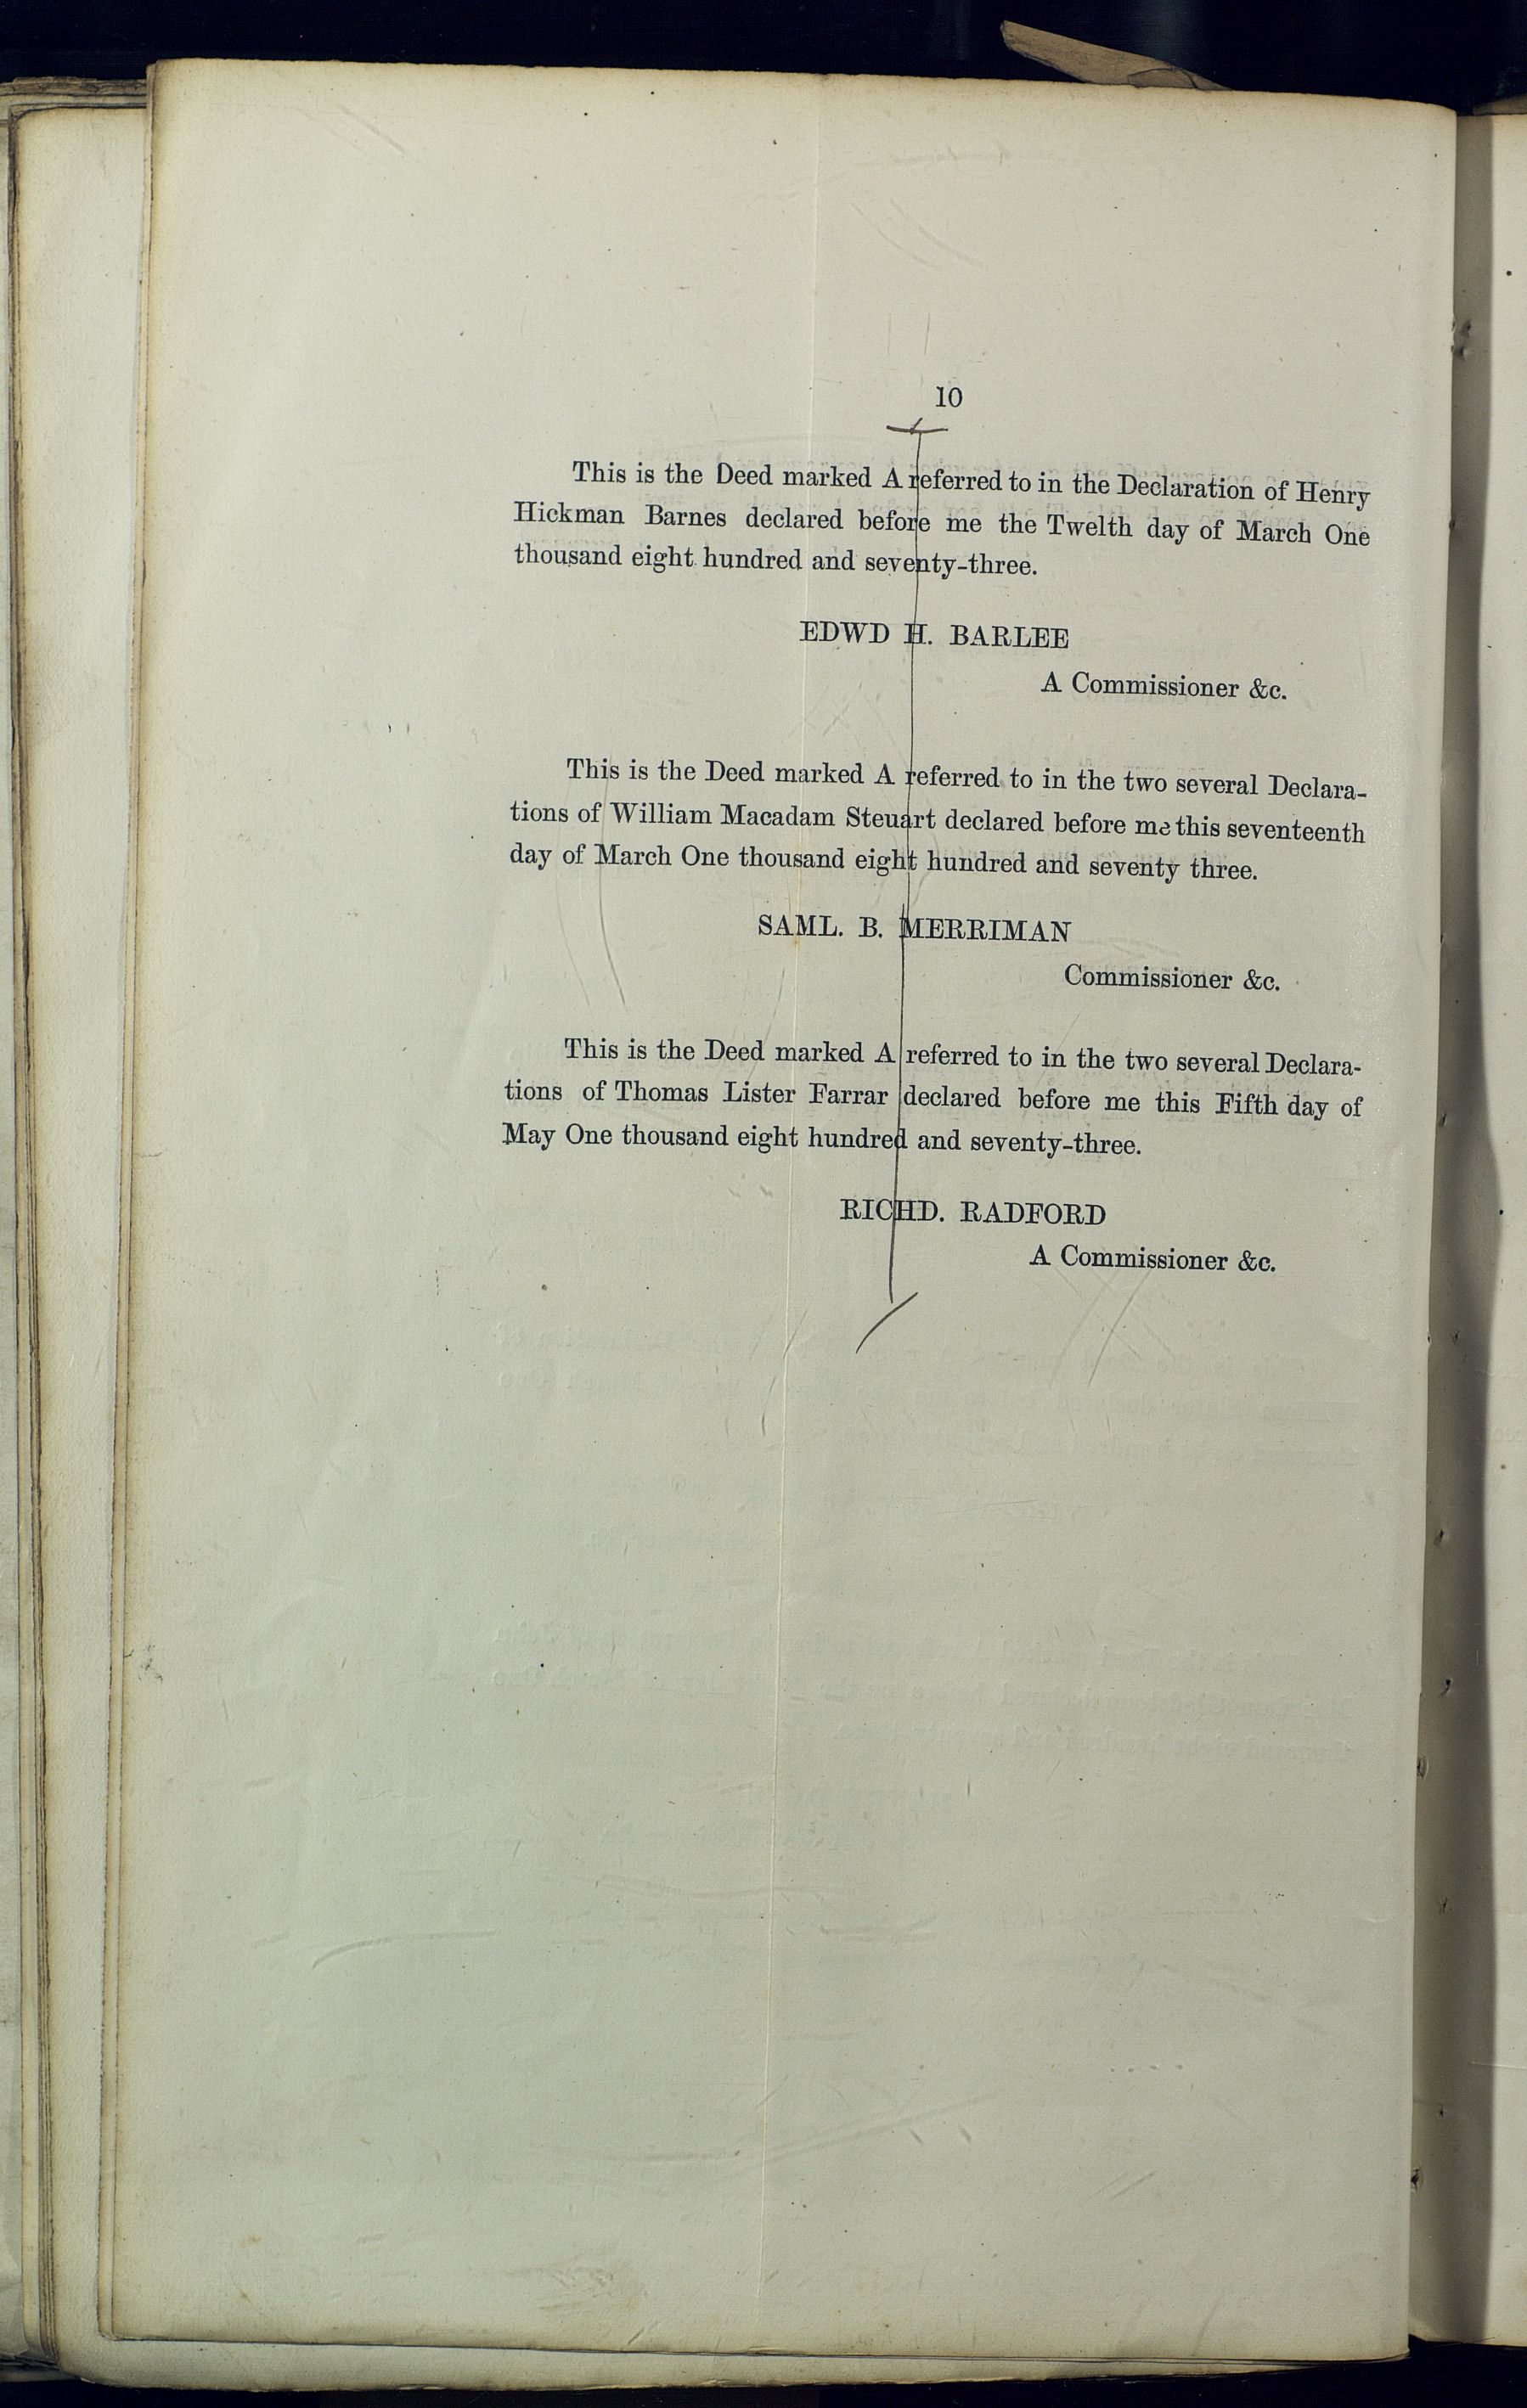 10
This is the Deed marked A referred to in the Declaration of Henry
Hickman Barnes declared before me the Twelth day of March One
thousand eight hundred and seventy-three.
EDWD H. BARLEE
A Commissioner &c.
This is the Deed marked A referred to in the two several Declara-
tions of William Macadam Steuart declared before me this seventeenth
day of March One thousand eight hundred and seventy three.
SAML. B. MERRIMAN
Commissioner &c.
This is the Deed marked A referred to in the two several Declara-
tions of Thomas Lister Farrar declared before me this Fifth day of
May One thousand eight hundred and seventy-three.
RICHD. RADFORD
A Commissioner &c.